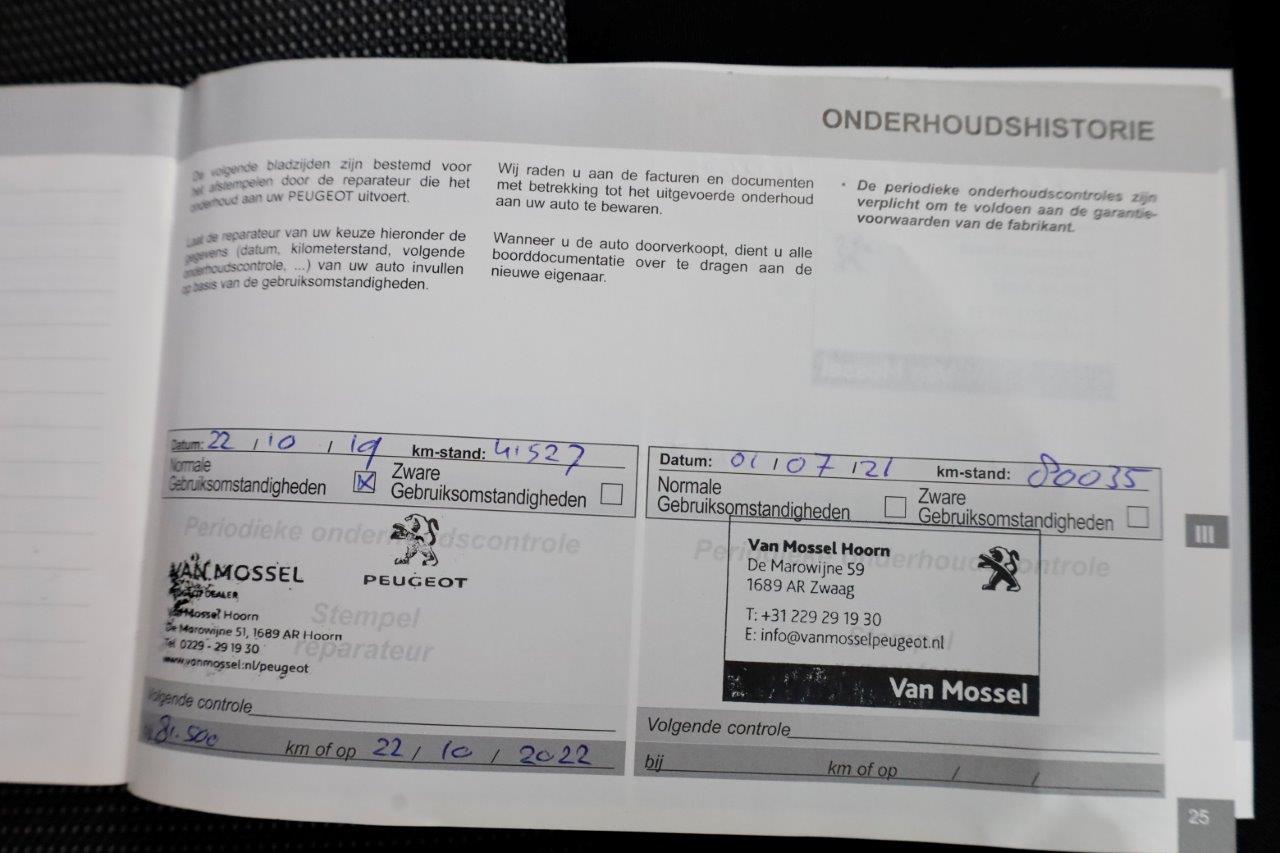 ONDERHOUDSHISTORIE
De volgende bladzijden zijn bestemd voor
het afstempelen door de reparateur die het
onderhoud aan uw PEUGEOT uitvoert.
Laat de reparateur van uw keuze hieronder de
gegevens (datum, kilometerstand, volgende
onderhoudscontrole, ...) van uw auto invullen
op basis van de gebruiksomstandigheden.
Wij raden u aan de facturen en documenten
met betrekking tot het uitgevoerde onderhoud
aan uw auto te bewaren.
Wanneer u de auto doorverkoopt, dient u alle
boorddocumentatie over te dragen aan de
nieuwe eigenaar.
• De periodieke onderhoudscontroles zijn
verplicht om te voldoen aan de garantie-
voorwaarden van de fabrikant.
Datum: 22 / 10 / 19 km-stand: 41527
Normale
Gebruiksomstandigheden
Zware
Gebruiksomstandigheden
Periodieke onderhoudscontrole
PEUGEOT
VAN MOSSEL
PEUGEOT DEALER
Van Mossel Hoorn
De Marowijne 51, 1689 AR Hoorn
Tel 0229 - 29 19 30
www.vanmossel.nl/peugeot
Stempel
reparateur
Volgende controle
81.500 km of op 22 / 10 / 2022
Datum: 01 / 07 / 21 km-stand: 80035
Normale
Gebruiksomstandigheden
Zware
Gebruiksomstandigheden
Periodieke onderhoudscontrole
Van Mossel Hoorn
De Marowijne 59
1689 AR Zwaag
T: +31 229 29 19 30
E: info@vanmosselpeugeot.nl
Van Mossel
Volgende controle
bij km of op / /
III
25